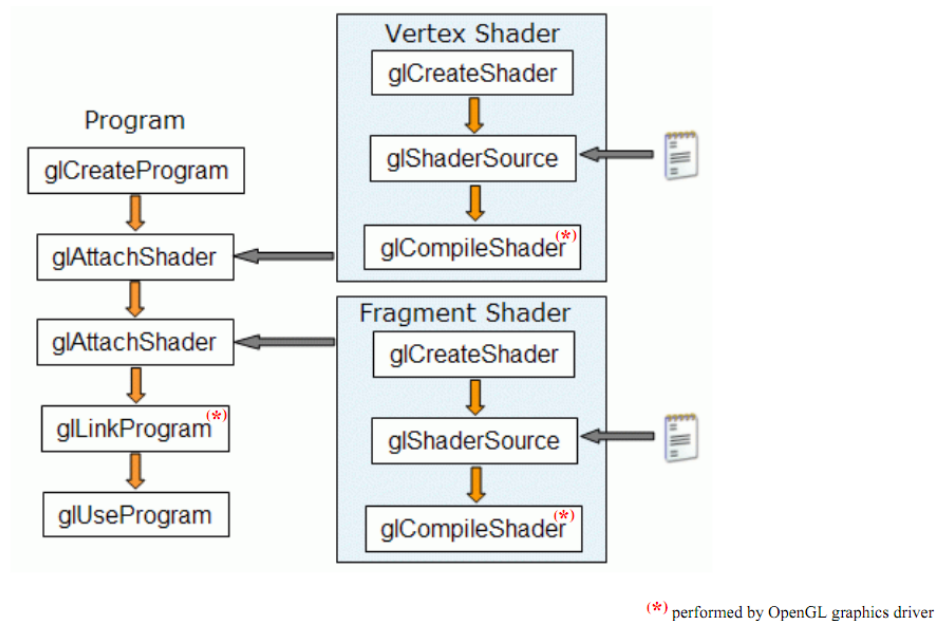 Program
glCreateProgram
glAttachShader
glAttachShader
glLinkProgram(*)
glUseProgram
Vertex Shader
glCreateShader
glShaderSource
glCompileShader(*)
Fragment Shader
glCreateShader
glShaderSource
glCompileShader(*)
(*) performed by OpenGL graphics driver